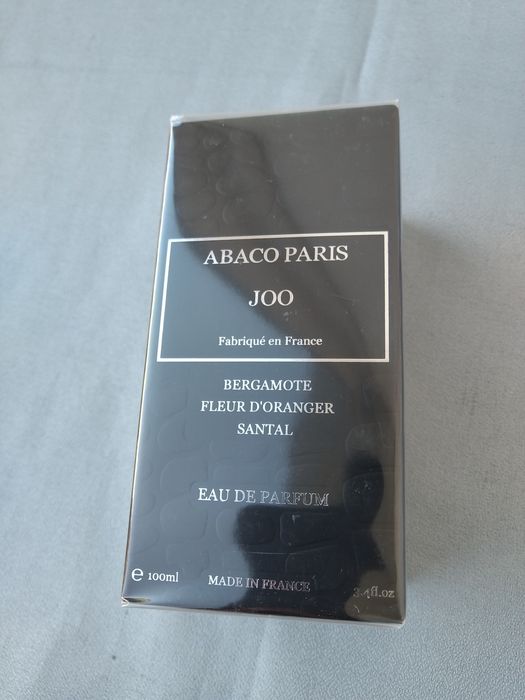 ABACO PARIS
JOO
Fabriqué en France
BERGAMOTE
FLEUR D'ORANGER
SANTAL
EAU DE PARFUM
e 100ml
MADE IN FRANCE
3.4fl.oz